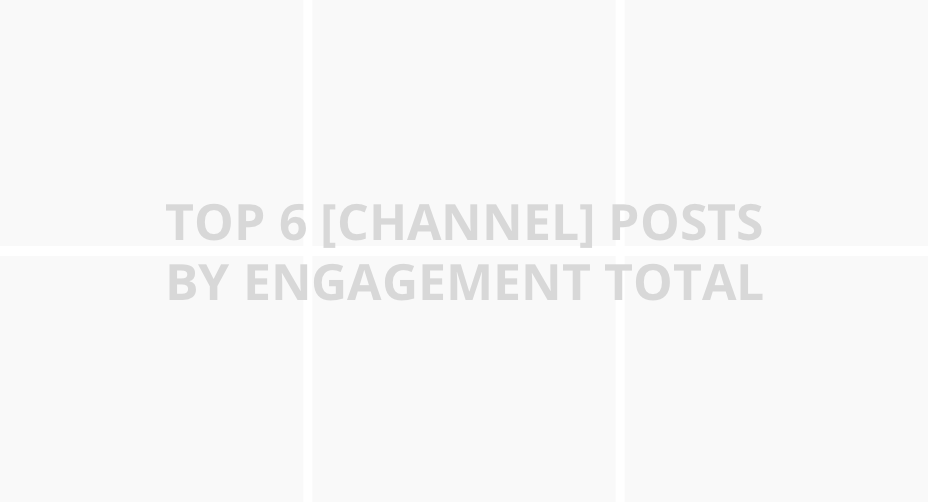 TOP 6 [CHANNEL] POSTS
BY ENGAGEMENT TOTAL